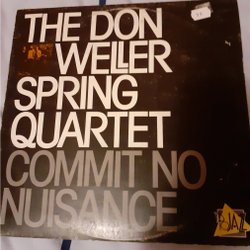 THE DON
WELLER
SPRING
QUARTET
COMMIT NO
NUISANCE